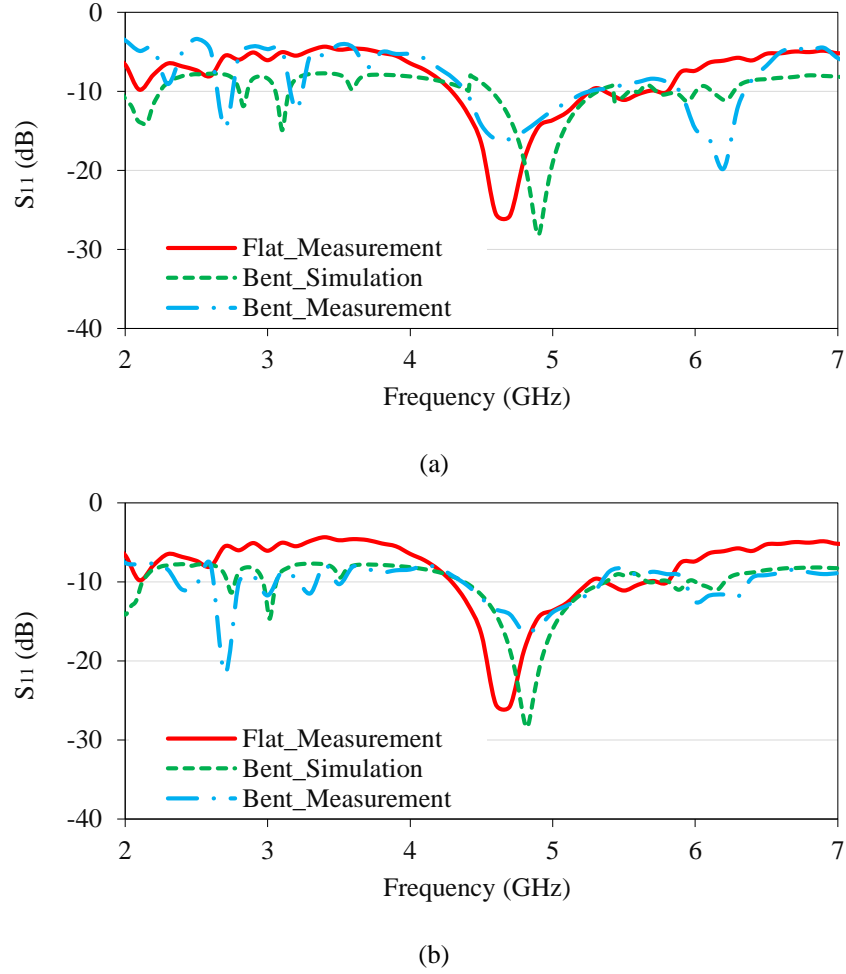 0
-10
-20
-30
-40
S11 (dB)
Flat_Measurement
Bent_Simulation
Bent_Measurement
2 3 4 5 6 7
Frequency (GHz)
(a)
0
-10
-20
-30
-40
S11 (dB)
Flat_Measurement
Bent_Simulation
Bent_Measurement
2 3 4 5 6 7
Frequency (GHz)
(b)